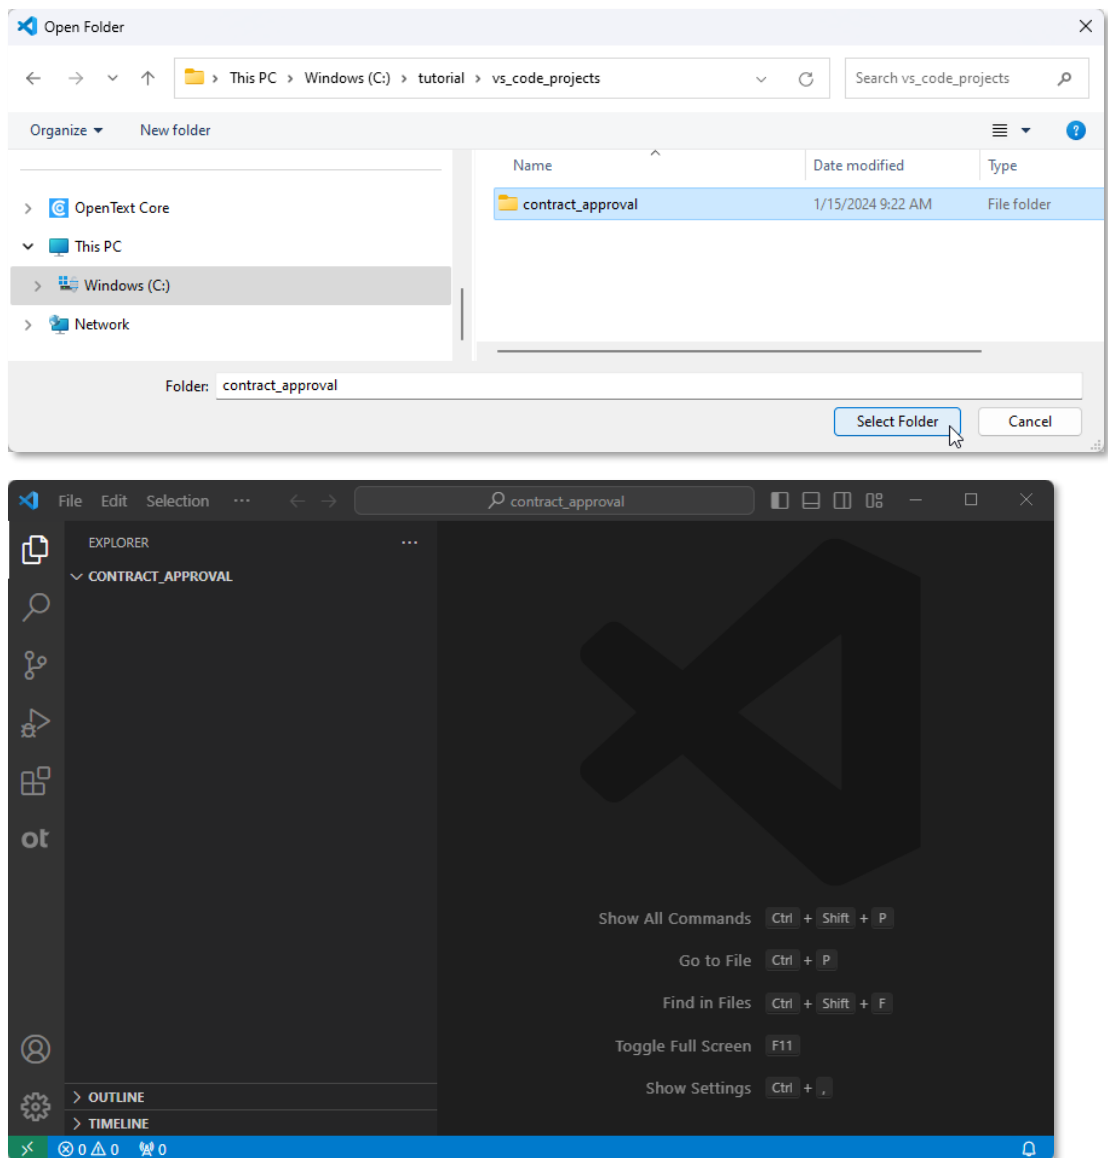 Open Folder
This PC > Windows (C:) > tutorial > vs_code_projects
Search vs_code_projects
Organize
New folder
Name
Date modified
Type
OpenText Core
This PC
Windows (C:)
Network
contract_approval
1/15/2024 9:22 AM
File folder
Folder: contract_approval
Select Folder
Cancel
File Edit Selection ···
contract_approval
EXPLORER
CONTRACT_APPROVAL
ot
Show All Commands Ctrl + Shift + P
Go to File Ctrl + P
Find in Files Ctrl + Shift + F
Toggle Full Screen F11
Show Settings Ctrl + ,
OUTLINE
TIMELINE
0 0 0